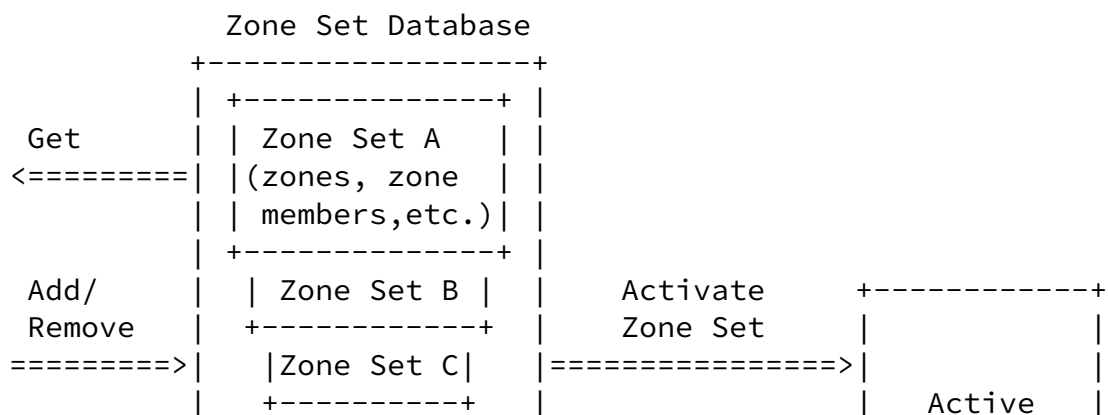 Zone Set Database
            +------------------+
            | +--------------+ |
 Get        | | Zone Set A   | |
<==========| |(zones, zone  | |
            | | members,etc.)| |
            | +--------------+ |
 Add/       |  | Zone Set B |  |    Activate     +------------+
 Remove     |  +------------+  |    Zone Set     |            |
=========>|   |Zone Set C|   |================>|            |
            |   +----------+   |                 |   Active   |